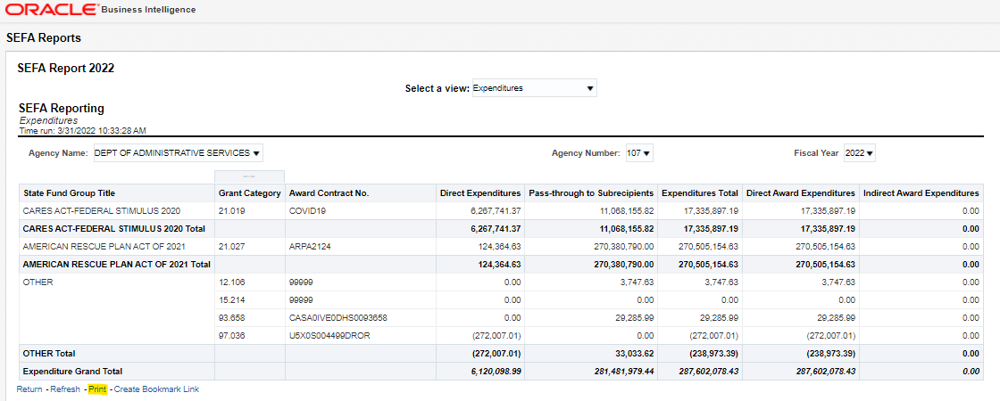 ORACLE Business Intelligence
SEFA Reports
SEFA Report 2022
Select a view: Expenditures
SEFA Reporting
Expenditures
Time run: 3/31/2022 10:33:28 AM
Agency Name: DEPT OF ADMINISTRATIVE SERVICES Agency Number: 107 Fiscal Year 2022
State Fund Group Title Grant Category Award Contract No. Direct Expenditures Pass-through to Subrecipients Expenditures Total Direct Award Expenditures Indirect Award Expenditures
CARES ACT-FEDERAL STIMULUS 2020 21.019 COVID19 6,267,741.37 11,068,155.82 17,335,897.19 17,335,897.19 0.00
CARES ACT-FEDERAL STIMULUS 2020 Total 6,267,741.37 11,068,155.82 17,335,897.19 17,335,897.19 0.00
AMERICAN RESCUE PLAN ACT OF 2021 21.027 ARPA2124 124,364.63 270,380,790.00 270,505,154.63 270,505,154.63 0.00
AMERICAN RESCUE PLAN ACT OF 2021 Total 124,364.63 270,380,790.00 270,505,154.63 270,505,154.63 0.00
OTHER 12.106 99999 0.00 3,747.63 3,747.63 3,747.63 0.00
15.214 99999 0.00 0.00 0.00 0.00 0.00
93.658 CASA0IVE0DHS0093658 0.00 29,285.99 29,285.99 29,285.99 0.00
97.036 U5X0S004499DROR (272,007.01) 0.00 (272,007.01) (272,007.01) 0.00
OTHER Total (272,007.01) 33,033.62 (238,973.39) (238,973.39) 0.00
Expenditure Grand Total 6,120,098.99 281,481,979.44 287,602,078.43 287,602,078.43 0.00
Return - Refresh - Print - Create Bookmark Link